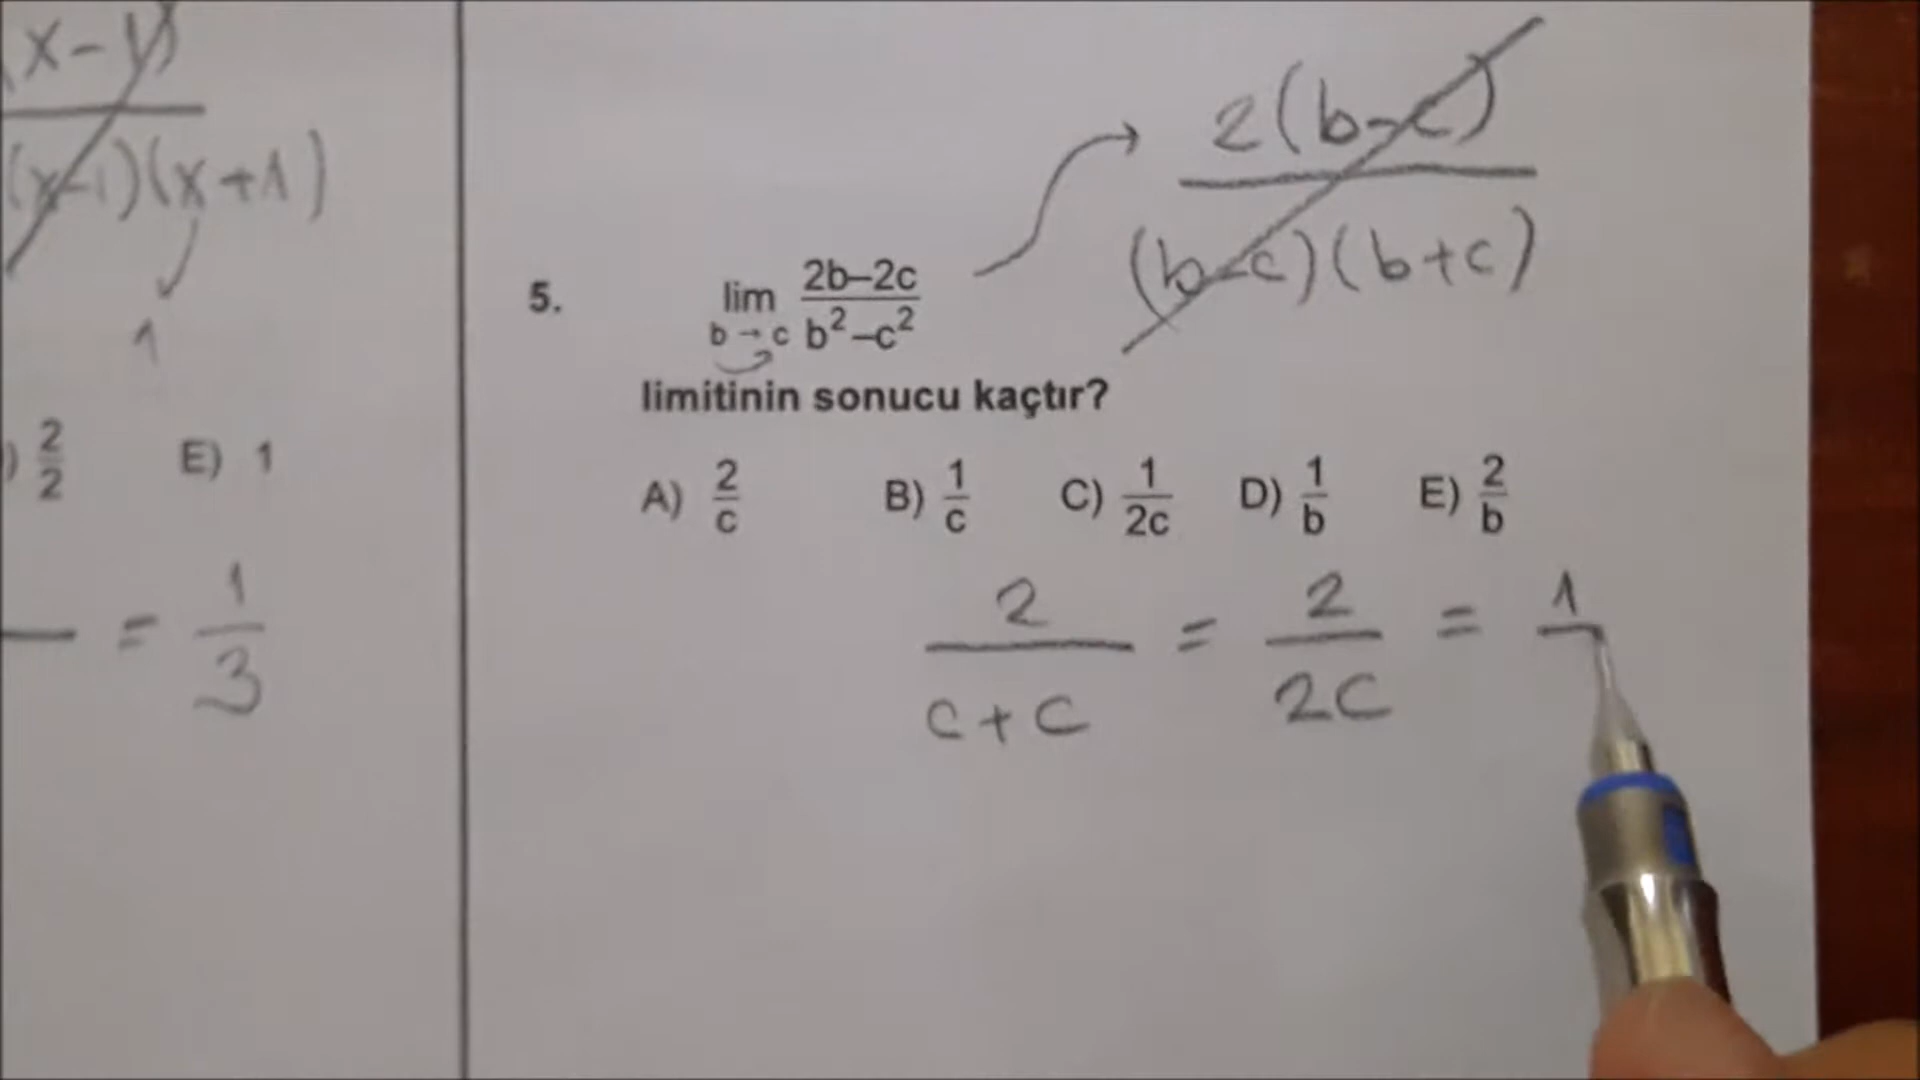 (x-y)
(x-1)(x+1)
1
) 2/2 E) 1
= 1/3
2(b-c)
(b-c)(b+c)
5. lim b→c 2b–2c / b²–c²
limitinin sonucu kaçtır?
A) 2/c B) 1/c C) 1/2c D) 1/b E) 2/b
2/c+c = 2/2c = 1